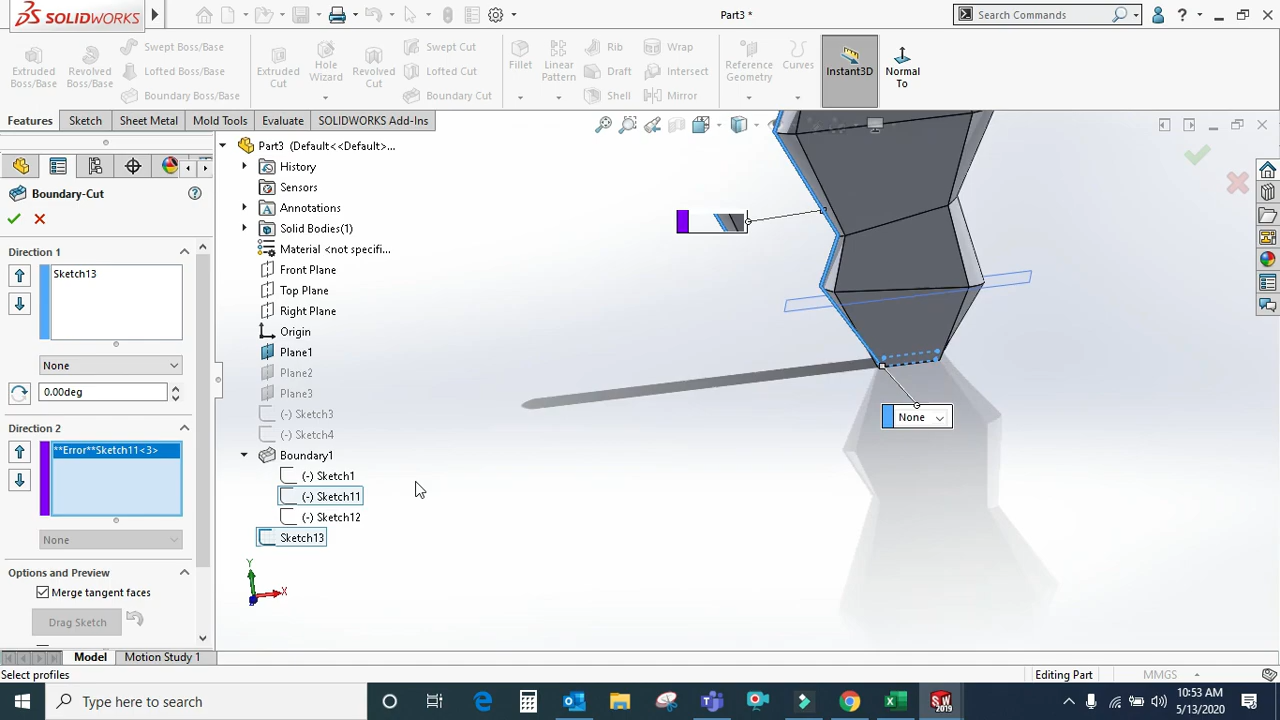 SOLIDWORKS
Part3 *
Search Commands
?
Extruded Boss/Base
Revolved Boss/Base
Swept Boss/Base
Lofted Boss/Base
Boundary Boss/Base
Extruded Cut
Hole Wizard
Revolved Cut
Swept Cut
Lofted Cut
Boundary Cut
Fillet
Linear Pattern
Rib
Draft
Shell
Wrap
Intersect
Mirror
Reference Geometry
Curves
Instant3D
Normal To
Features
Sketch
Sheet Metal
Mold Tools
Evaluate
SOLIDWORKS Add-Ins
Part3 (Default<<Default>...
History
Sensors
Annotations
Solid Bodies(1)
Material <not specifi...
Front Plane
Top Plane
Right Plane
Origin
Plane1
Plane2
Plane3
(-) Sketch3
(-) Sketch4
Boundary1
(-) Sketch1
(-) Sketch11
(-) Sketch12
Sketch13
Boundary-Cut
?
Direction 1
Sketch13
None
0.00deg
Direction 2
**Error**Sketch11<3>
None
Options and Preview
Merge tangent faces
Drag Sketch
None
Y
X
Model
Motion Study 1
Select profiles
Editing Part
MMGS
Type here to search
SW
2019
10:53 AM
5/13/2020